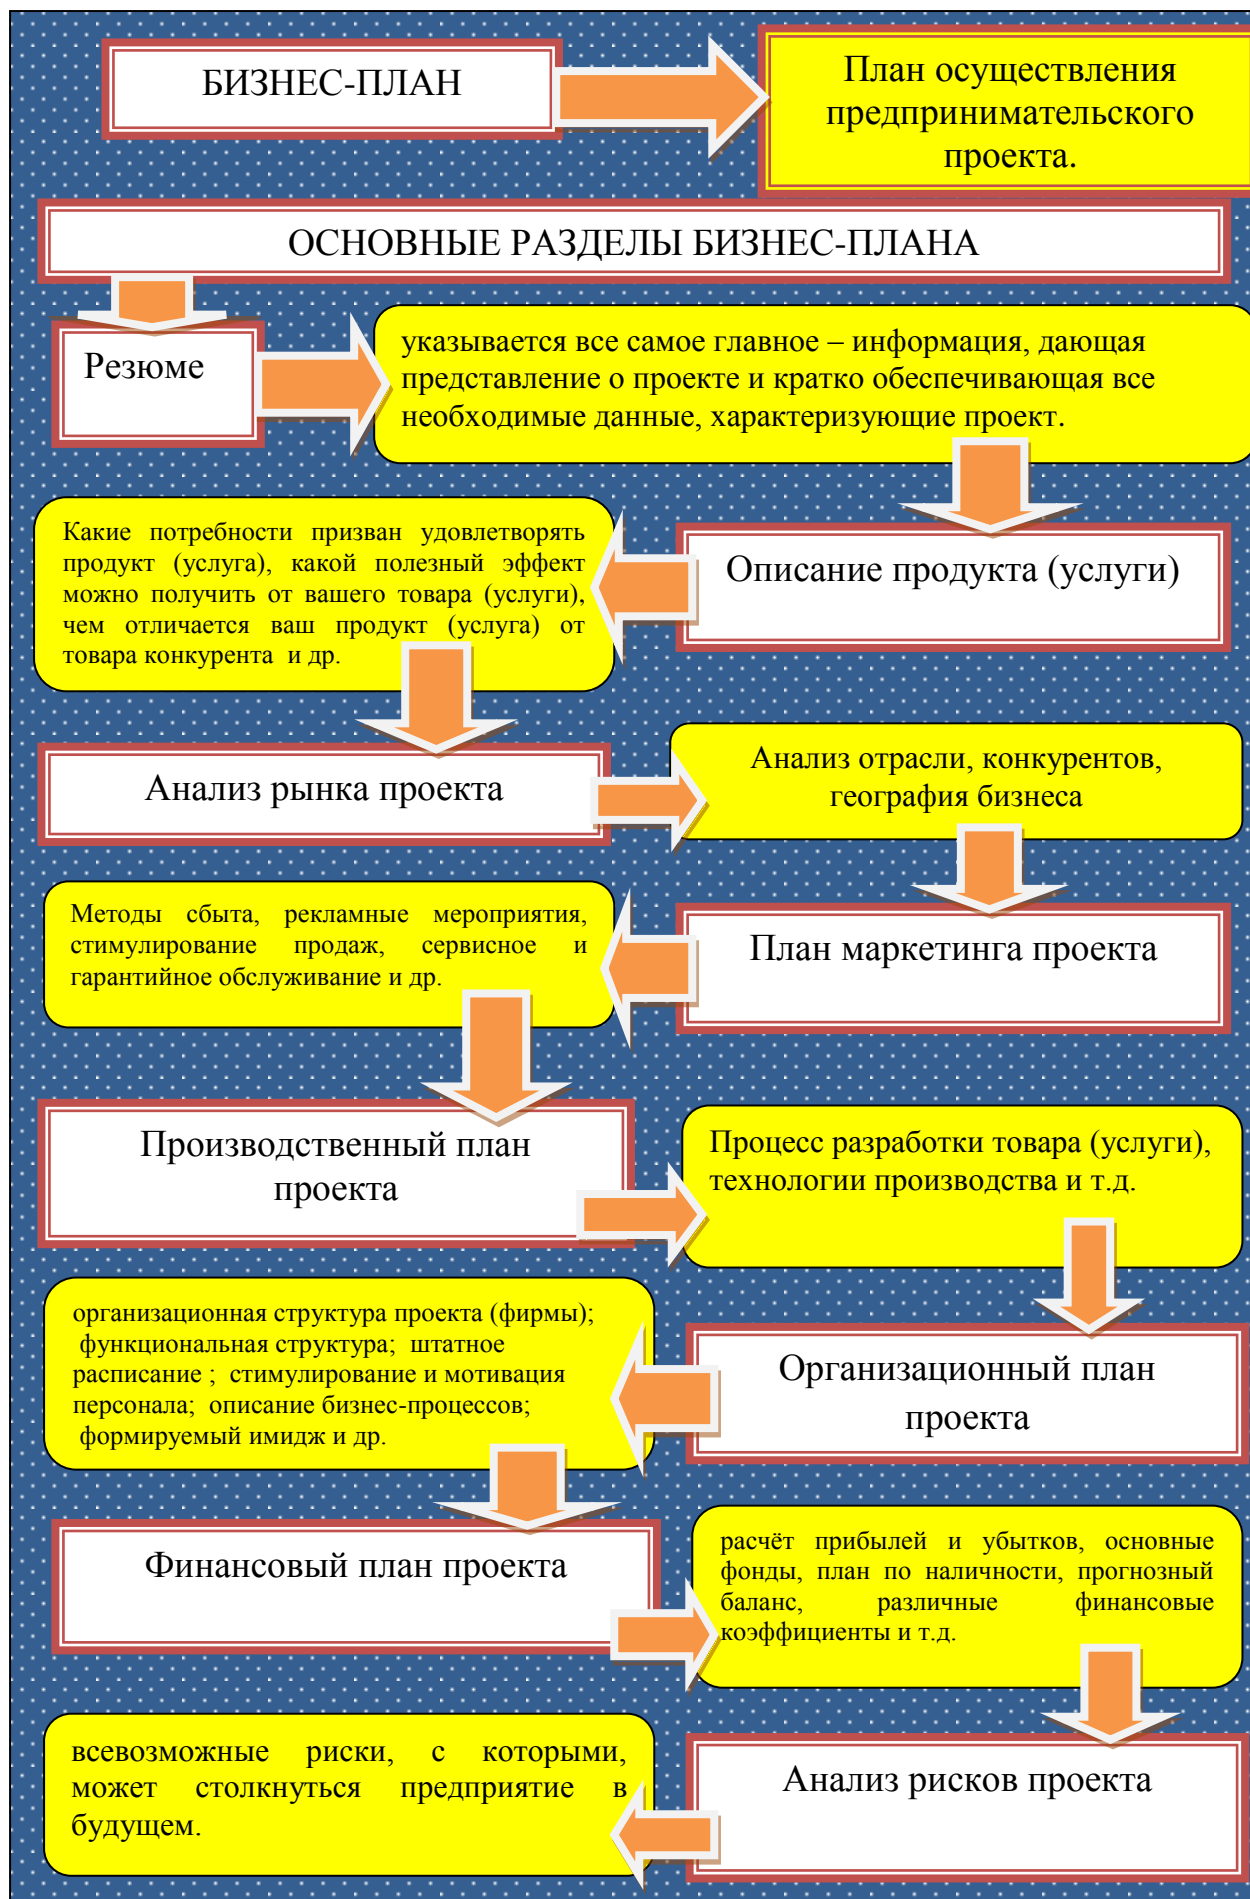 БИЗНЕС-ПЛАН
План осуществления
предпринимательского
проекта.
ОСНОВНЫЕ РАЗДЕЛЫ БИЗНЕС-ПЛАНА
Резюме
указывается все самое главное – информация, дающая
представление о проекте и кратко обеспечивающая все
необходимые данные, характеризующие проект.
Описание продукта (услуги)
Какие потребности призван удовлетворять
продукт (услуга), какой полезный эффект
можно получить от вашего товара (услуги),
чем отличается ваш продукт (услуга) от
товара конкурента и др.
Анализ рынка проекта
Анализ отрасли, конкурентов,
география бизнеса
План маркетинга проекта
Методы сбыта, рекламные мероприятия,
стимулирование продаж, сервисное и
гарантийное обслуживание и др.
Производственный план
проекта
Процесс разработки товара (услуги),
технологии производства и т.д.
Организационный план
проекта
организационная структура проекта (фирмы);
функциональная структура; штатное
расписание ; стимулирование и мотивация
персонала; описание бизнес-процессов;
формируемый имидж и др.
Финансовый план проекта
расчёт прибылей и убытков, основные
фонды, план по наличности, прогнозный
баланс, различные финансовые
коэффициенты и т.д.
Анализ рисков проекта
всевозможные риски, с которыми,
может столкнуться предприятие в
будущем.